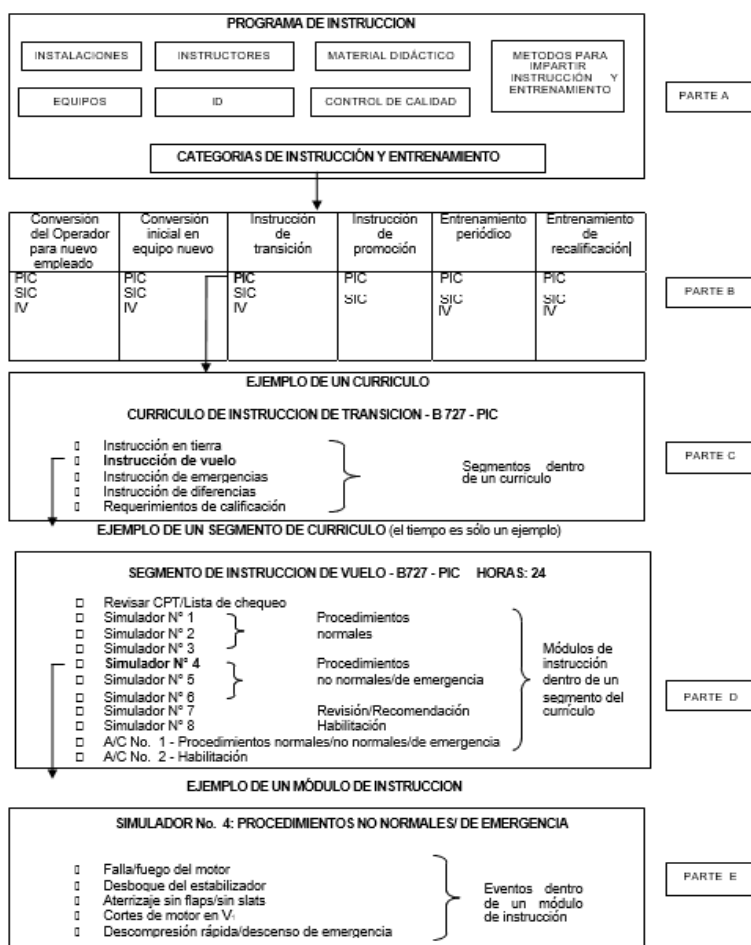 PROGRAMA DE INSTRUCCION
INSTALACIONES
INSTRUCTORES
MATERIAL DIDÁCTICO
METODOS PARA
IMPARTIR
INSTRUCCIÓN Y
ENTRENAMIENTO
EQUIPOS
ID
CONTROL DE CALIDAD
PARTE A
CATEGORIAS DE INSTRUCCIÓN Y ENTRENAMIENTO
Conversión
del Operador
para nuevo
empleado
Conversión
inicial en
equipo nuevo
Instrucción
de
transición
Instrucción
de
promoción
Entrenamiento
periódico
Entrenamiento
de
recalificación
PIC
SIC
IV
PIC
SIC
IV
PIC
SIC
IV
PIC
SIC
PIC
SIC
IV
PIC
SIC
IV
PARTE B
EJEMPLO DE UN CURRICULO
CURRICULO DE INSTRUCCION DE TRANSICION - B 727 - PIC
Instrucción en tierra
Instrucción de vuelo
Instrucción de emergencias
Instrucción de diferencias
Requerimientos de calificación
Segmentos dentro
de un curriculo
PARTE C
EJEMPLO DE UN SEGMENTO DE CURRICULO (el tiempo es sólo un ejemplo)
SEGMENTO DE INSTRUCCION DE VUELO - B727 - PIC HORAS: 24
Revisar CPT/Lista de chequeo
Simulador N° 1
Simulador N° 2
Simulador N° 3
Procedimientos
normales
Simulador N° 4
Simulador N° 5
Simulador N° 6
Procedimientos
no normales/de emergencia
Simulador N° 7 Revisión/Recomendación
Simulador N° 8 Habilitación
A/C No. 1 - Procedimientos normales/no normales/de emergencia
A/C No. 2 - Habilitación
Módulos de
instrucción
dentro de un
segmento del
currículo
PARTE D
EJEMPLO DE UN MÓDULO DE INSTRUCCION
SIMULADOR No. 4: PROCEDIMIENTOS NO NORMALES/ DE EMERGENCIA
Falla/fuego del motor
Desboque del estabilizador
Aterrizaje sin flaps/sin slats
Cortes de motor en V1
Descompresión rápida/descenso de emergencia
Eventos dentro
de un módulo
de instrucción
PARTE E